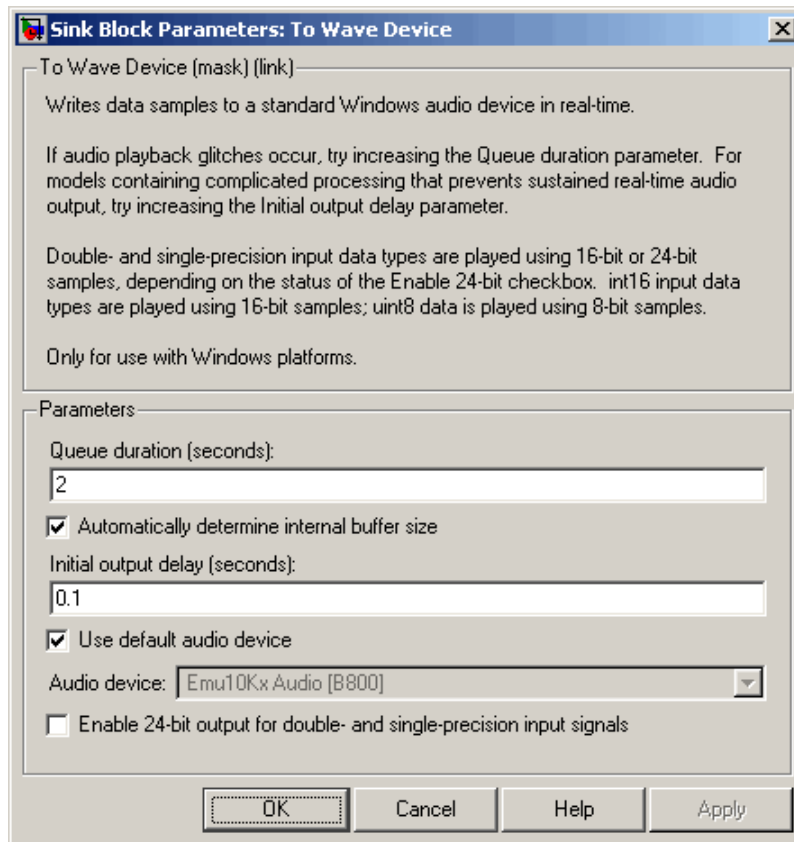 Sink Block Parameters: To Wave Device
To Wave Device (mask) (link)
Writes data samples to a standard Windows audio device in real-time.
If audio playback glitches occur, try increasing the Queue duration parameter.  For
models containing complicated processing that prevents sustained real-time audio
output, try increasing the Initial output delay parameter.
Double- and single-precision input data types are played using 16-bit or 24-bit
samples, depending on the status of the Enable 24-bit checkbox.  int16 input data
types are played using 16-bit samples; uint8 data is played using 8-bit samples.
Only for use with Windows platforms.
Parameters
Queue duration (seconds):
2
Automatically determine internal buffer size
Initial output delay (seconds):
0.1
Use default audio device
Audio device: Emu10Kx Audio [B800]
Enable 24-bit output for double- and single-precision input signals
OK Cancel Help Apply